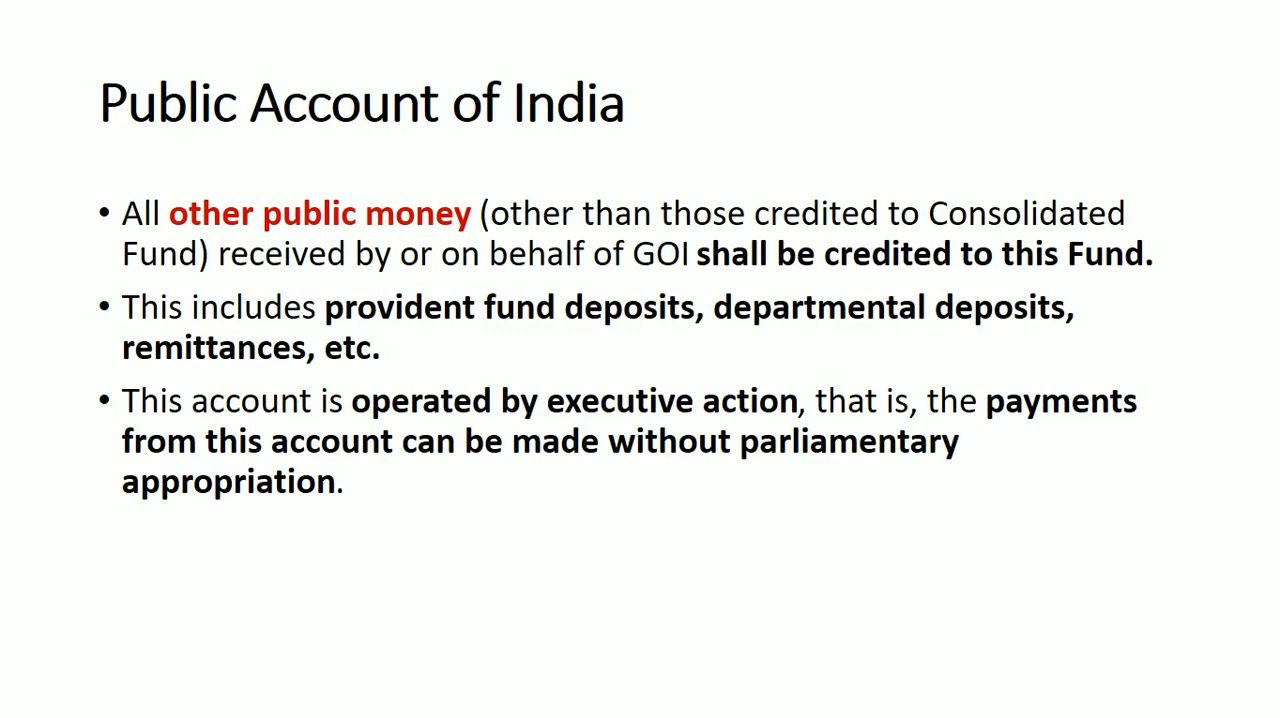 Public Account of India
• All other public money (other than those credited to Consolidated
Fund) received by or on behalf of GOI shall be credited to this Fund.
• This includes provident fund deposits, departmental deposits,
remittances, etc.
• This account is operated by executive action, that is, the payments
from this account can be made without parliamentary
appropriation.